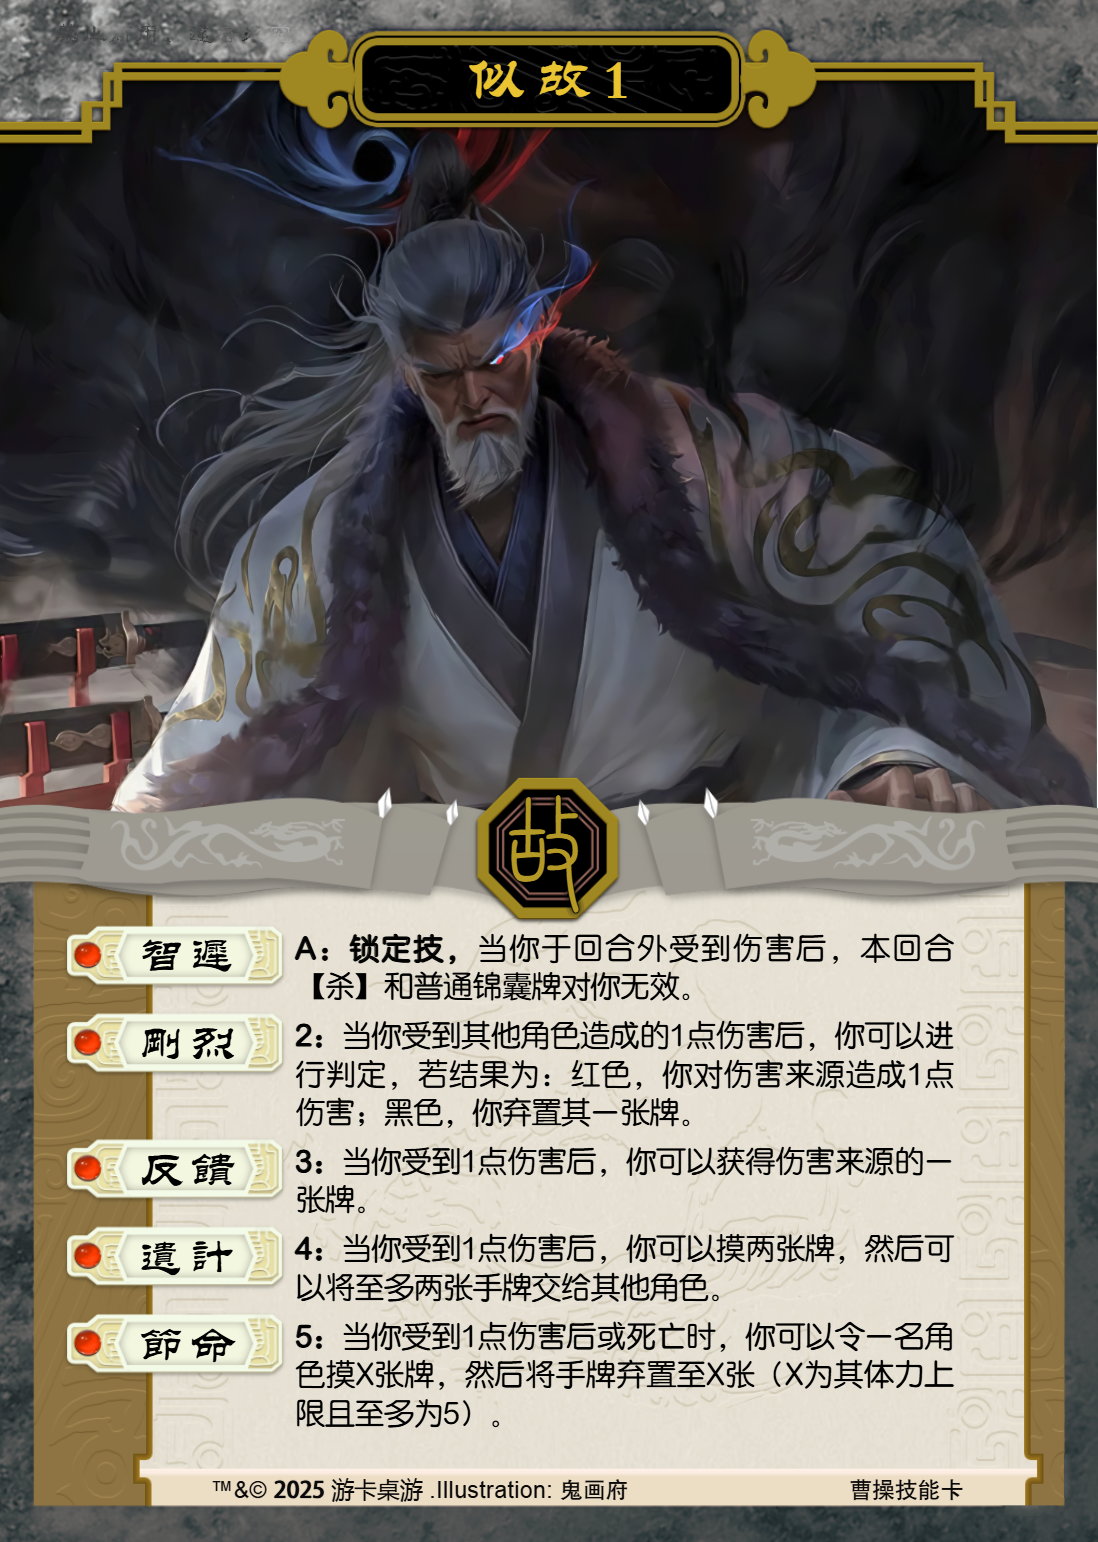 似故1
故
智遲
A：锁定技，当你于回合外受到伤害后，本回合
【杀】和普通锦囊牌对你无效。
剛烈
2：当你受到其他角色造成的1点伤害后，你可以进
行判定，若结果为：红色，你对伤害来源造成1点
伤害；黑色，你弃置其一张牌。
反饋
3：当你受到1点伤害后，你可以获得伤害来源的一
张牌。
遺計
4：当你受到1点伤害后，你可以摸两张牌，然后可
以将至多两张手牌交给其他角色。
節命
5：当你受到1点伤害后或死亡时，你可以令一名角
色摸X张牌，然后将手牌弃置至X张（X为其体力上
限且至多为5）。
™&© 2025 游卡桌游 .Illustration: 鬼画府
曹操技能卡